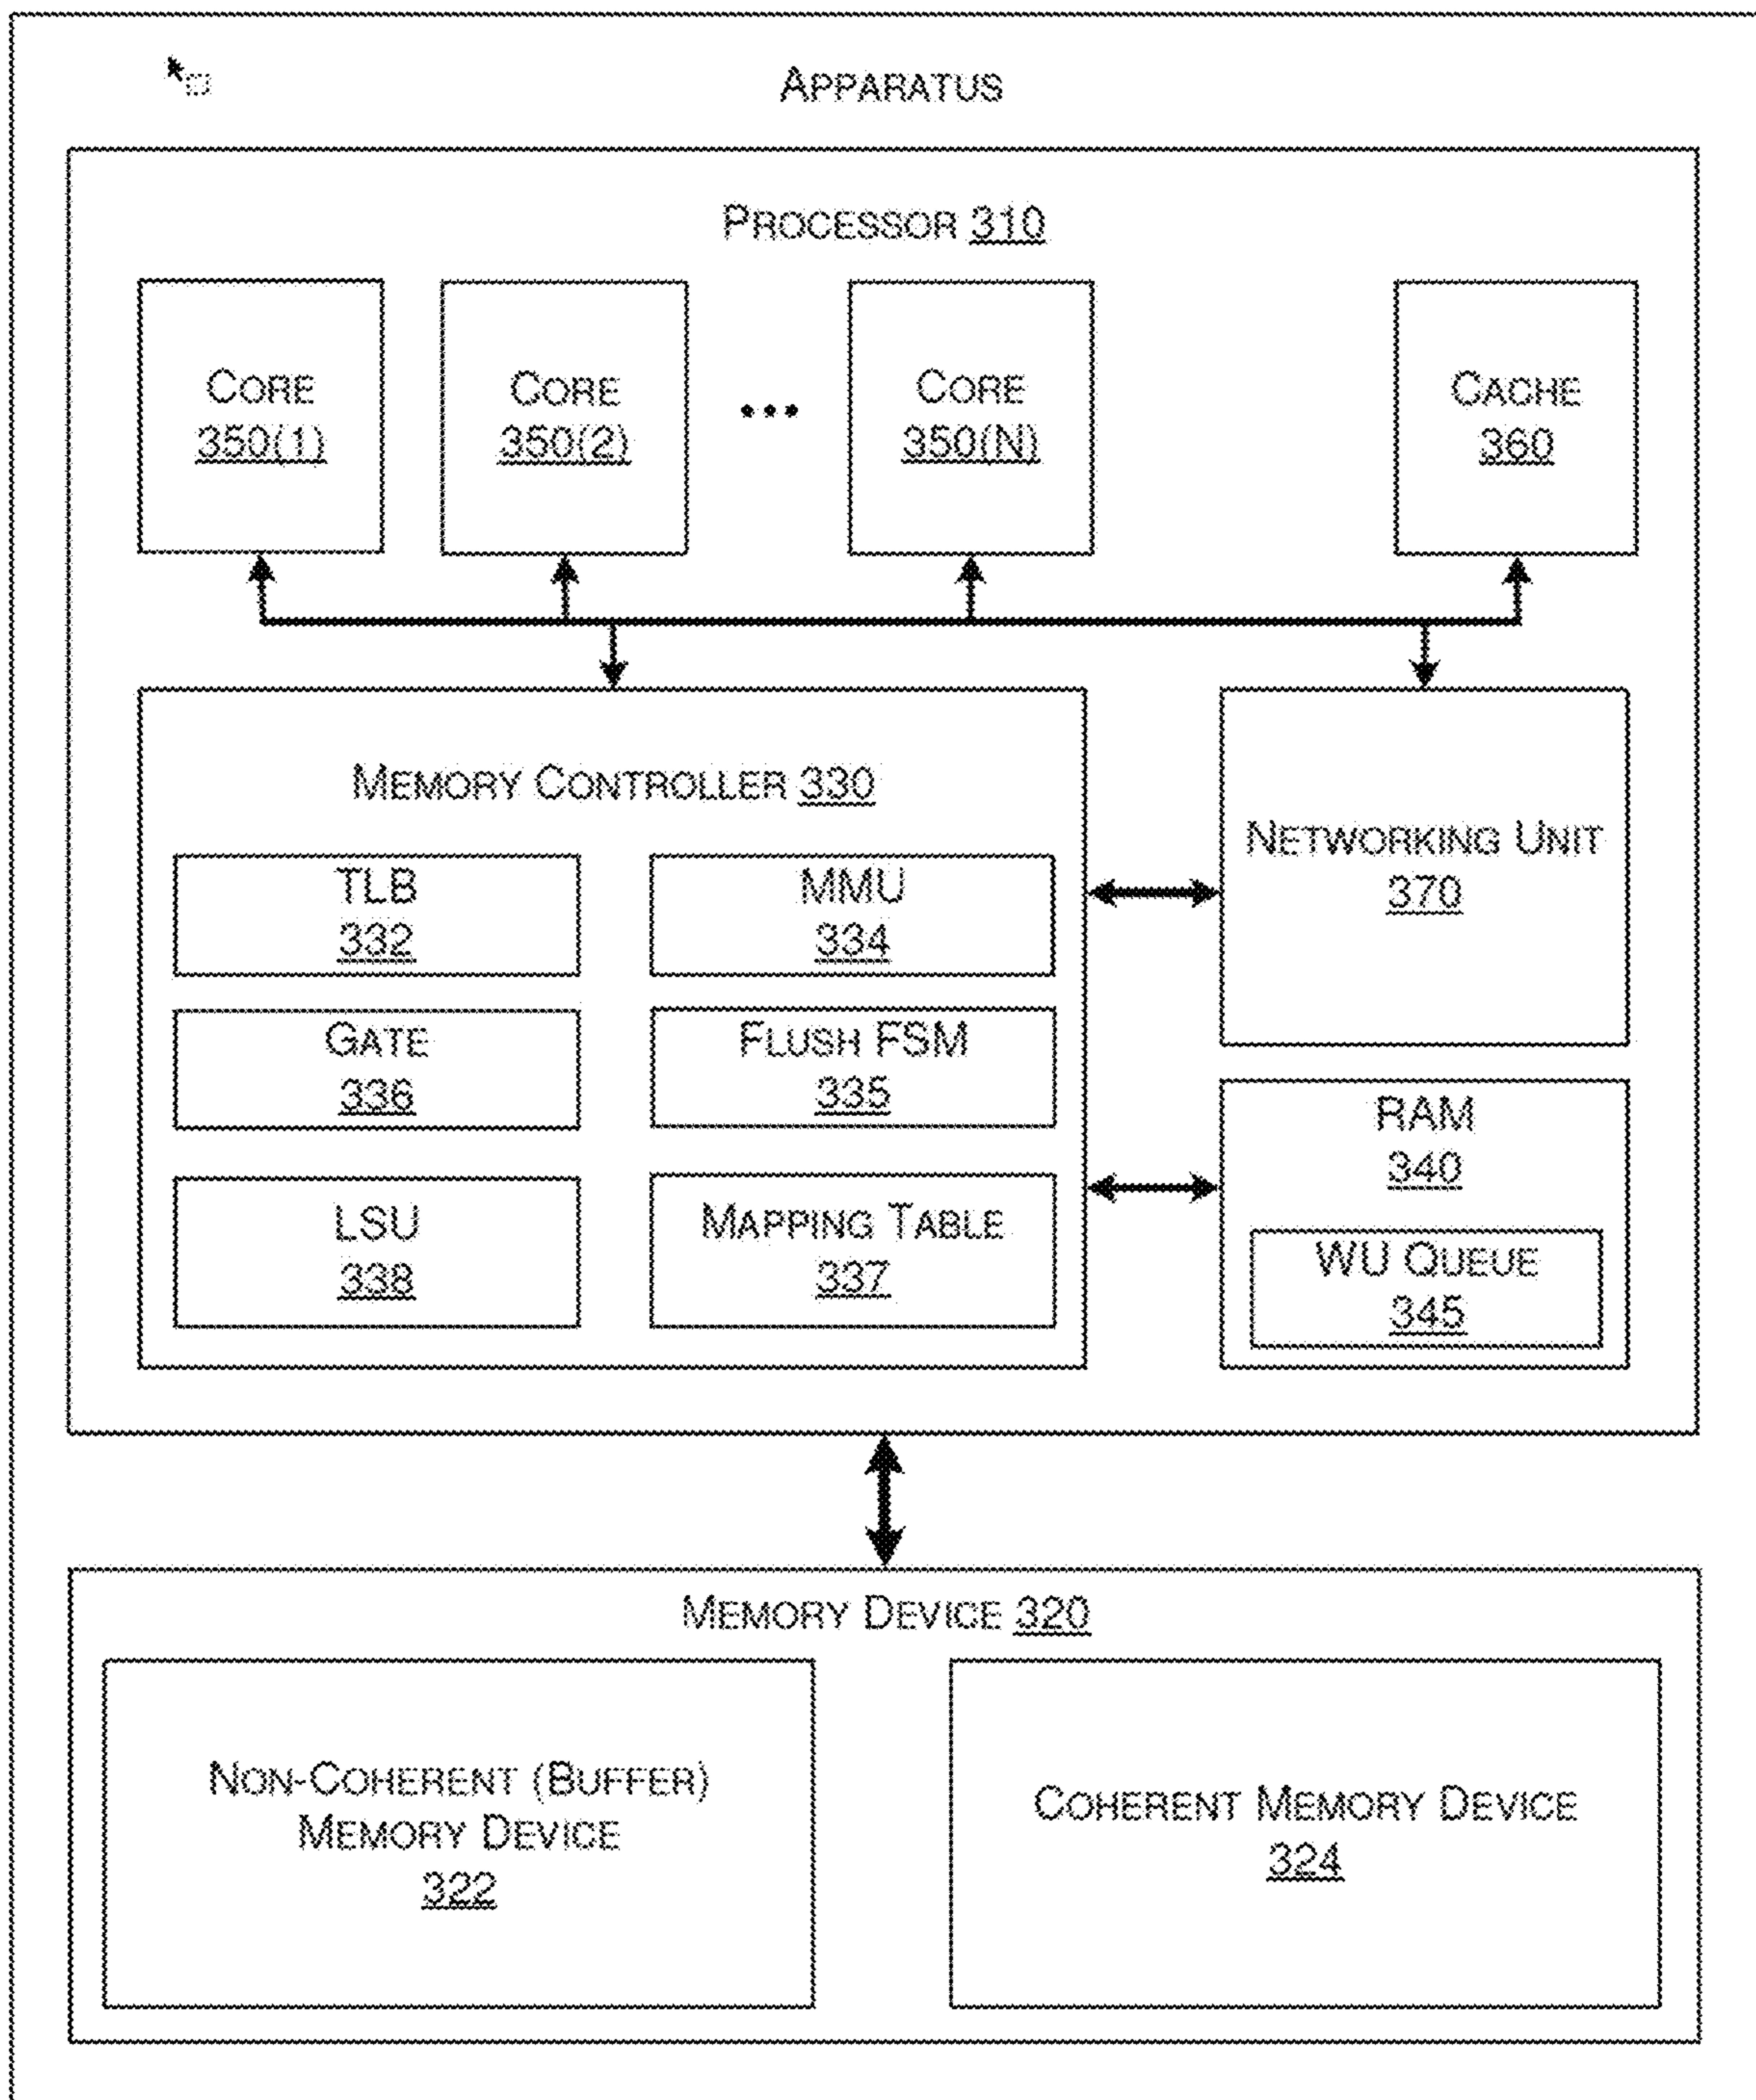 APPARATUS
PROCESSOR 310
CORE
350(1)
CORE
350(2)
•••
CORE
350(N)
CACHE
360
MEMORY CONTROLLER 330
TLB
332
MMU
334
GATE
336
FLUSH FSM
335
LSU
338
MAPPING TABLE
337
NETWORKING UNIT
370
RAM
340
WU QUEUE
345
MEMORY DEVICE 320
NON-COHERENT (BUFFER)
MEMORY DEVICE
322
COHERENT MEMORY DEVICE
324